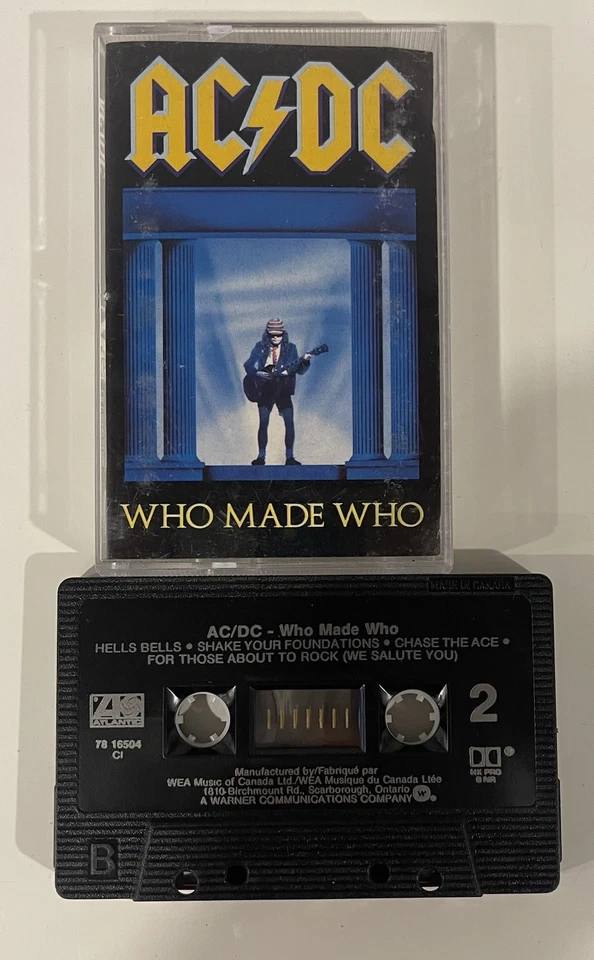 AC DC
WHO MADE WHO
MADE IN CANADA
AC/DC - Who Made Who
HELLS BELLS • SHAKE YOUR FOUNDATIONS • CHASE THE ACE •
FOR THOSE ABOUT TO ROCK (WE SALUTE YOU)
ATLANTIC
78 16504
CI
2
HX PRO
B NR
Manufactured by/Fabriqué par
WEA Music of Canada Ltd./WEA Musique du Canada Ltée
1810 Birchmount Rd., Scarborough, Ontario
A WARNER COMMUNICATIONS COMPANY
B